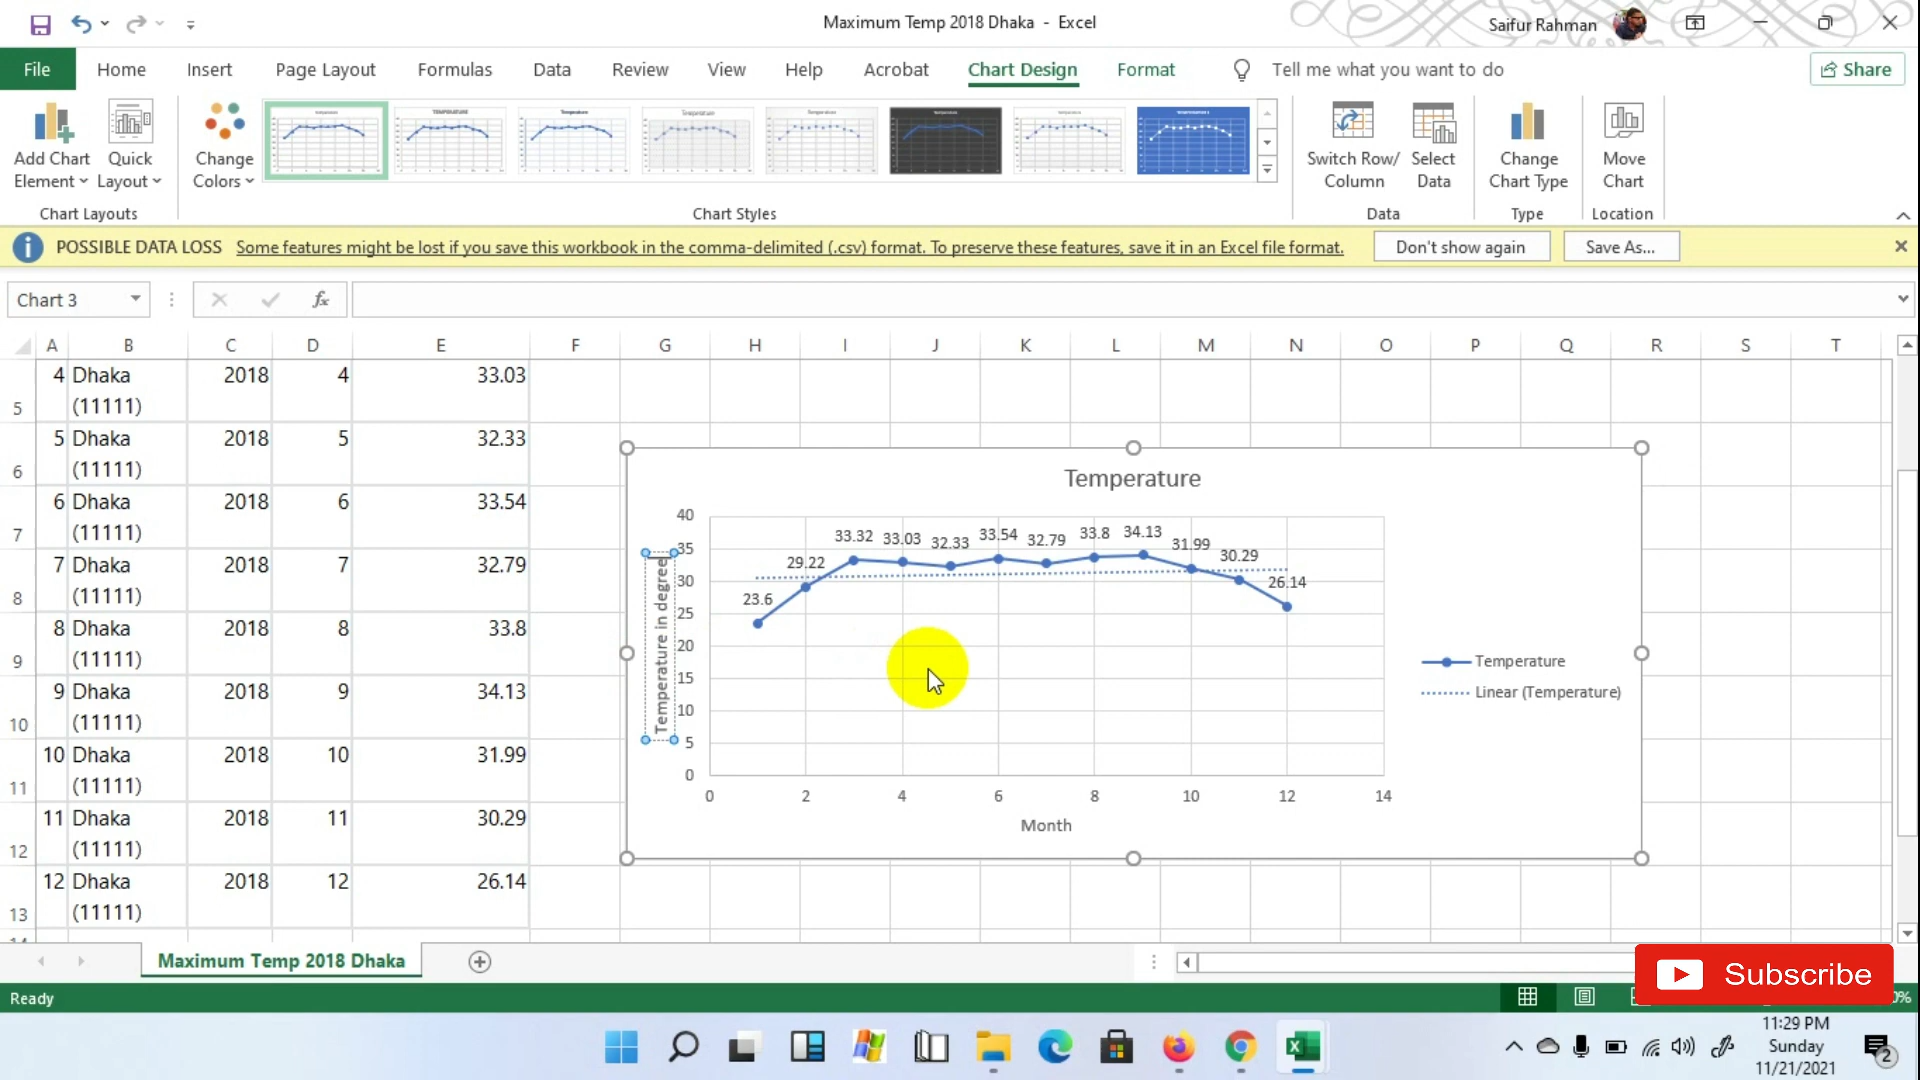 Maximum Temp 2018 Dhaka - Excel
Saifur Rahman
File Home Insert Page Layout Formulas Data Review View Help Acrobat Chart Design Format Tell me what you want to do Share
Add Chart Element
Quick Layout
Change Colors
Switch Row/ Column
Select Data
Change Chart Type
Move Chart
Chart Layouts Chart Styles Data Type Location
POSSIBLE DATA LOSS Some features might be lost if you save this workbook in the comma-delimited (.csv) format. To preserve these features, save it in an Excel file format. Don't show again Save As...
Chart 3 fx
A B C D E F G H I J K L M N O P Q R S T
5 4 Dhaka (11111) 2018 4 33.03
6 5 Dhaka (11111) 2018 5 32.33
7 6 Dhaka (11111) 2018 6 33.54
8 7 Dhaka (11111) 2018 7 32.79
9 8 Dhaka (11111) 2018 8 33.8
10 9 Dhaka (11111) 2018 9 34.13
11 10 Dhaka (11111) 2018 10 31.99
12 11 Dhaka (11111) 2018 11 30.29
13 12 Dhaka (11111) 2018 12 26.14
Temperature
Temperature in degree
40
35
30
25
20
15
10
5
0
23.6 29.22 33.32 33.03 32.33 33.54 32.79 33.8 34.13 31.99 30.29 26.14
0 2 4 6 8 10 12 14
Month
Temperature
Linear (Temperature)
Maximum Temp 2018 Dhaka
Subscribe
Ready
11:29 PM
Sunday
11/21/2021
2